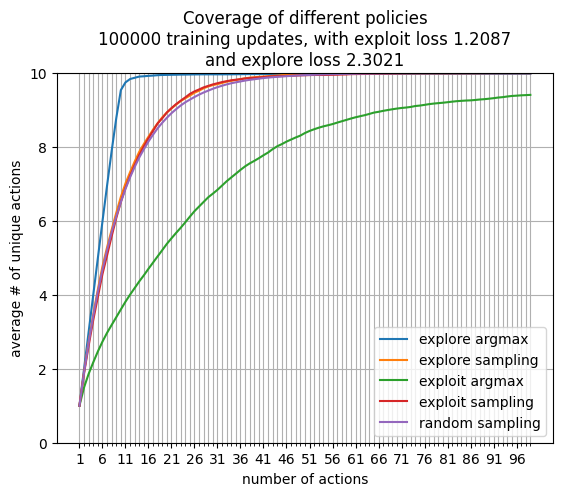 Coverage of different policies
100000 training updates, with exploit loss 1.2087
and explore loss 2.3021
average # of unique actions
10
8
6
4
2
0
explore argmax
explore sampling
exploit argmax
exploit sampling
random sampling
1 6 11 16 21 26 31 36 41 46 51 56 61 66 71 76 81 86 91 96
number of actions